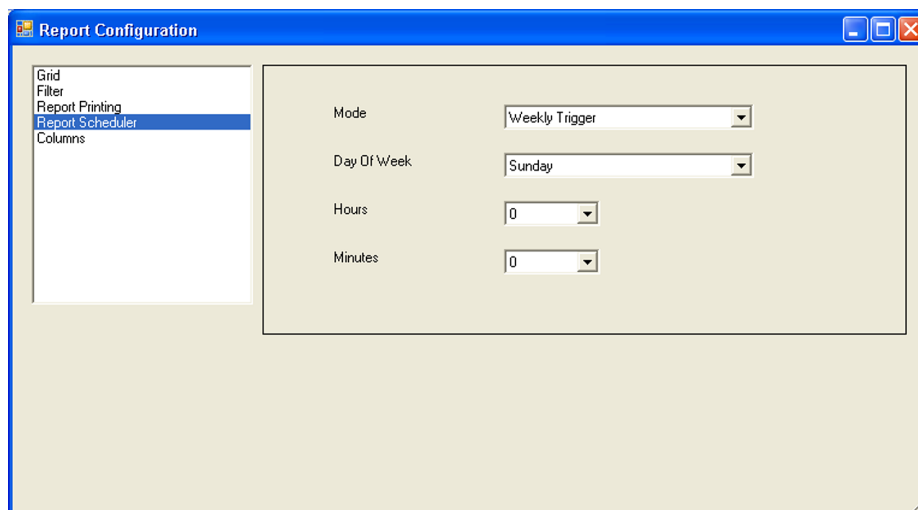 Report Configuration
Grid
Filter
Report Printing
Report Scheduler
Columns
Mode
Weekly Trigger
Day Of Week
Sunday
Hours
0
Minutes
0